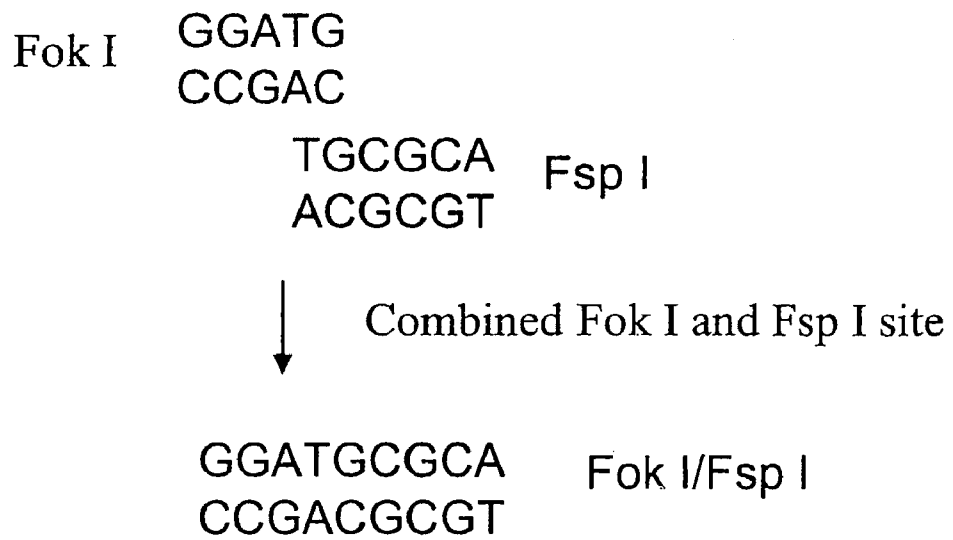 Fok I GGATG
CCGAC
TGCGCA Fsp I
ACGCGT
Combined Fok I and Fsp I site
GGATGCGCA Fok I/Fsp I
CCGACGCGT